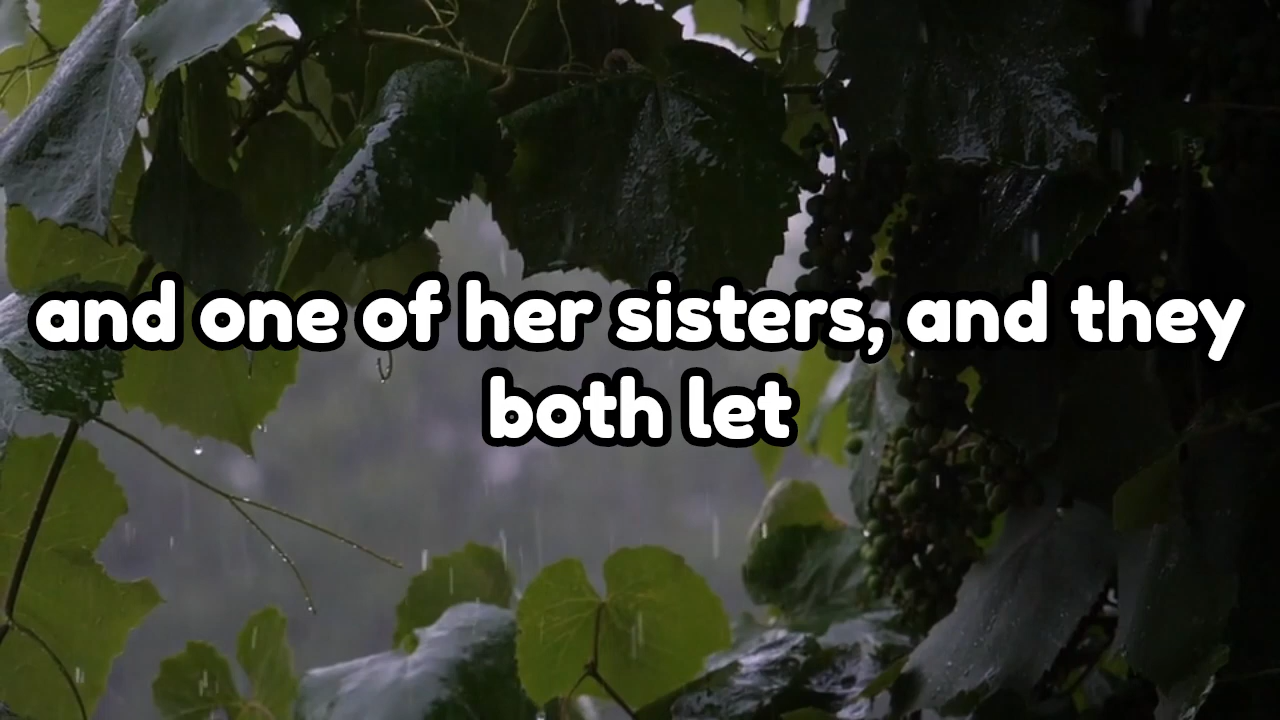 and one of her sisters, and they
both let